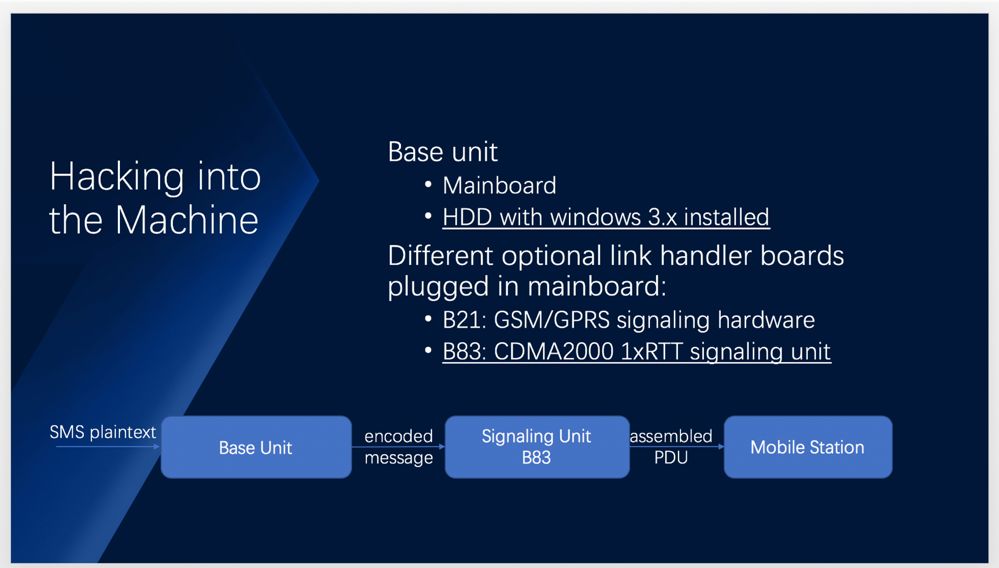 Hacking into
the Machine
Base unit
• Mainboard
• HDD with windows 3.x installed
Different optional link handler boards
plugged in mainboard:
• B21: GSM/GPRS signaling hardware
• B83: CDMA2000 1xRTT signaling unit
SMS plaintext
Base Unit
encoded
message
Signaling Unit
B83
assembled
PDU
Mobile Station